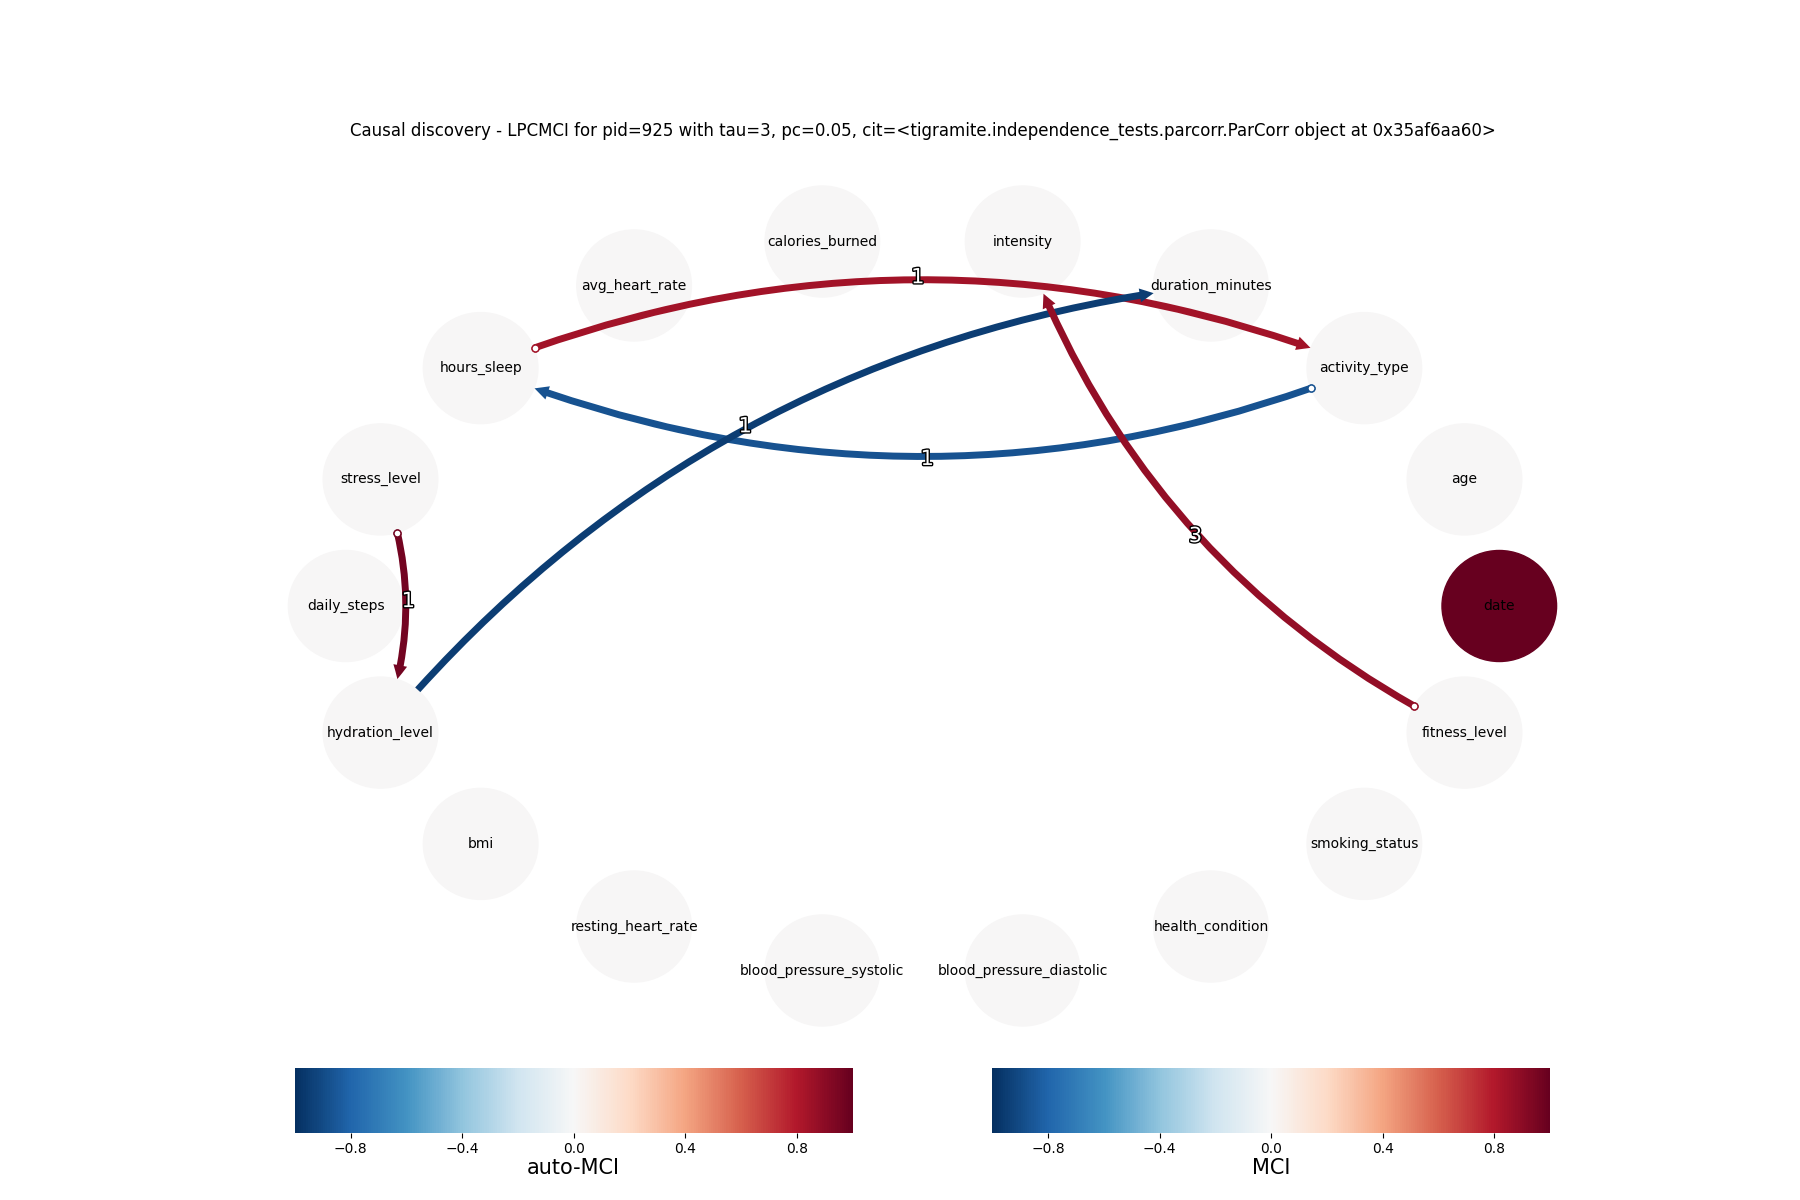 Causal discovery - LPCMCI for pid=925 with tau=3, pc=0.05, cit=<tigramite.independence_tests.parcorr.ParCorr object at 0x35af6aa60>
calories_burned
intensity
avg_heart_rate
duration_minutes
1
hours_sleep
activity_type
1
1
stress_level
age
3
1
daily_steps
date
hydration_level
fitness_level
bmi
smoking_status
resting_heart_rate
health_condition
blood_pressure_systolic
blood_pressure_diastolic
−0.8 −0.4 0.0 0.4 0.8
auto-MCI
−0.8 −0.4 0.0 0.4 0.8
MCI